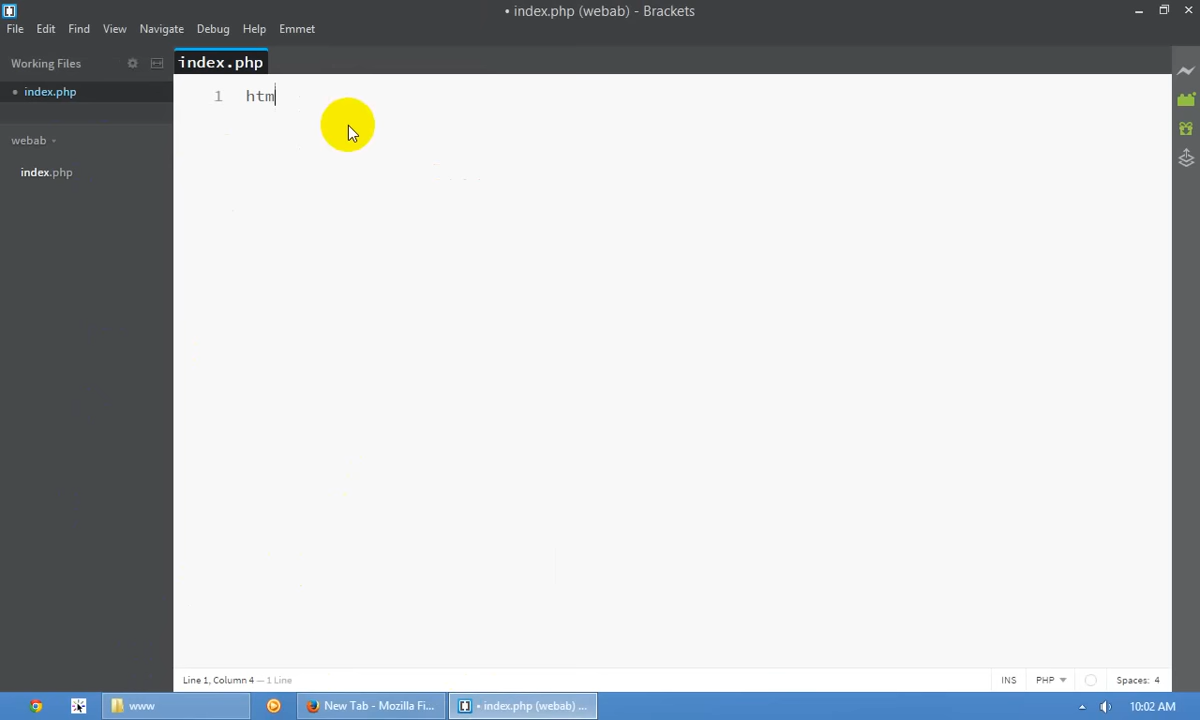 • index.php (webab) - Brackets
File Edit Find View Navigate Debug Help Emmet
Working Files
index.php
• index.php
1 htm
webab
index.php
Line 1, Column 4 — 1 Line
INS PHP Spaces: 4
www
New Tab - Mozilla Fi...
• index.php (webab) ...
10:02 AM